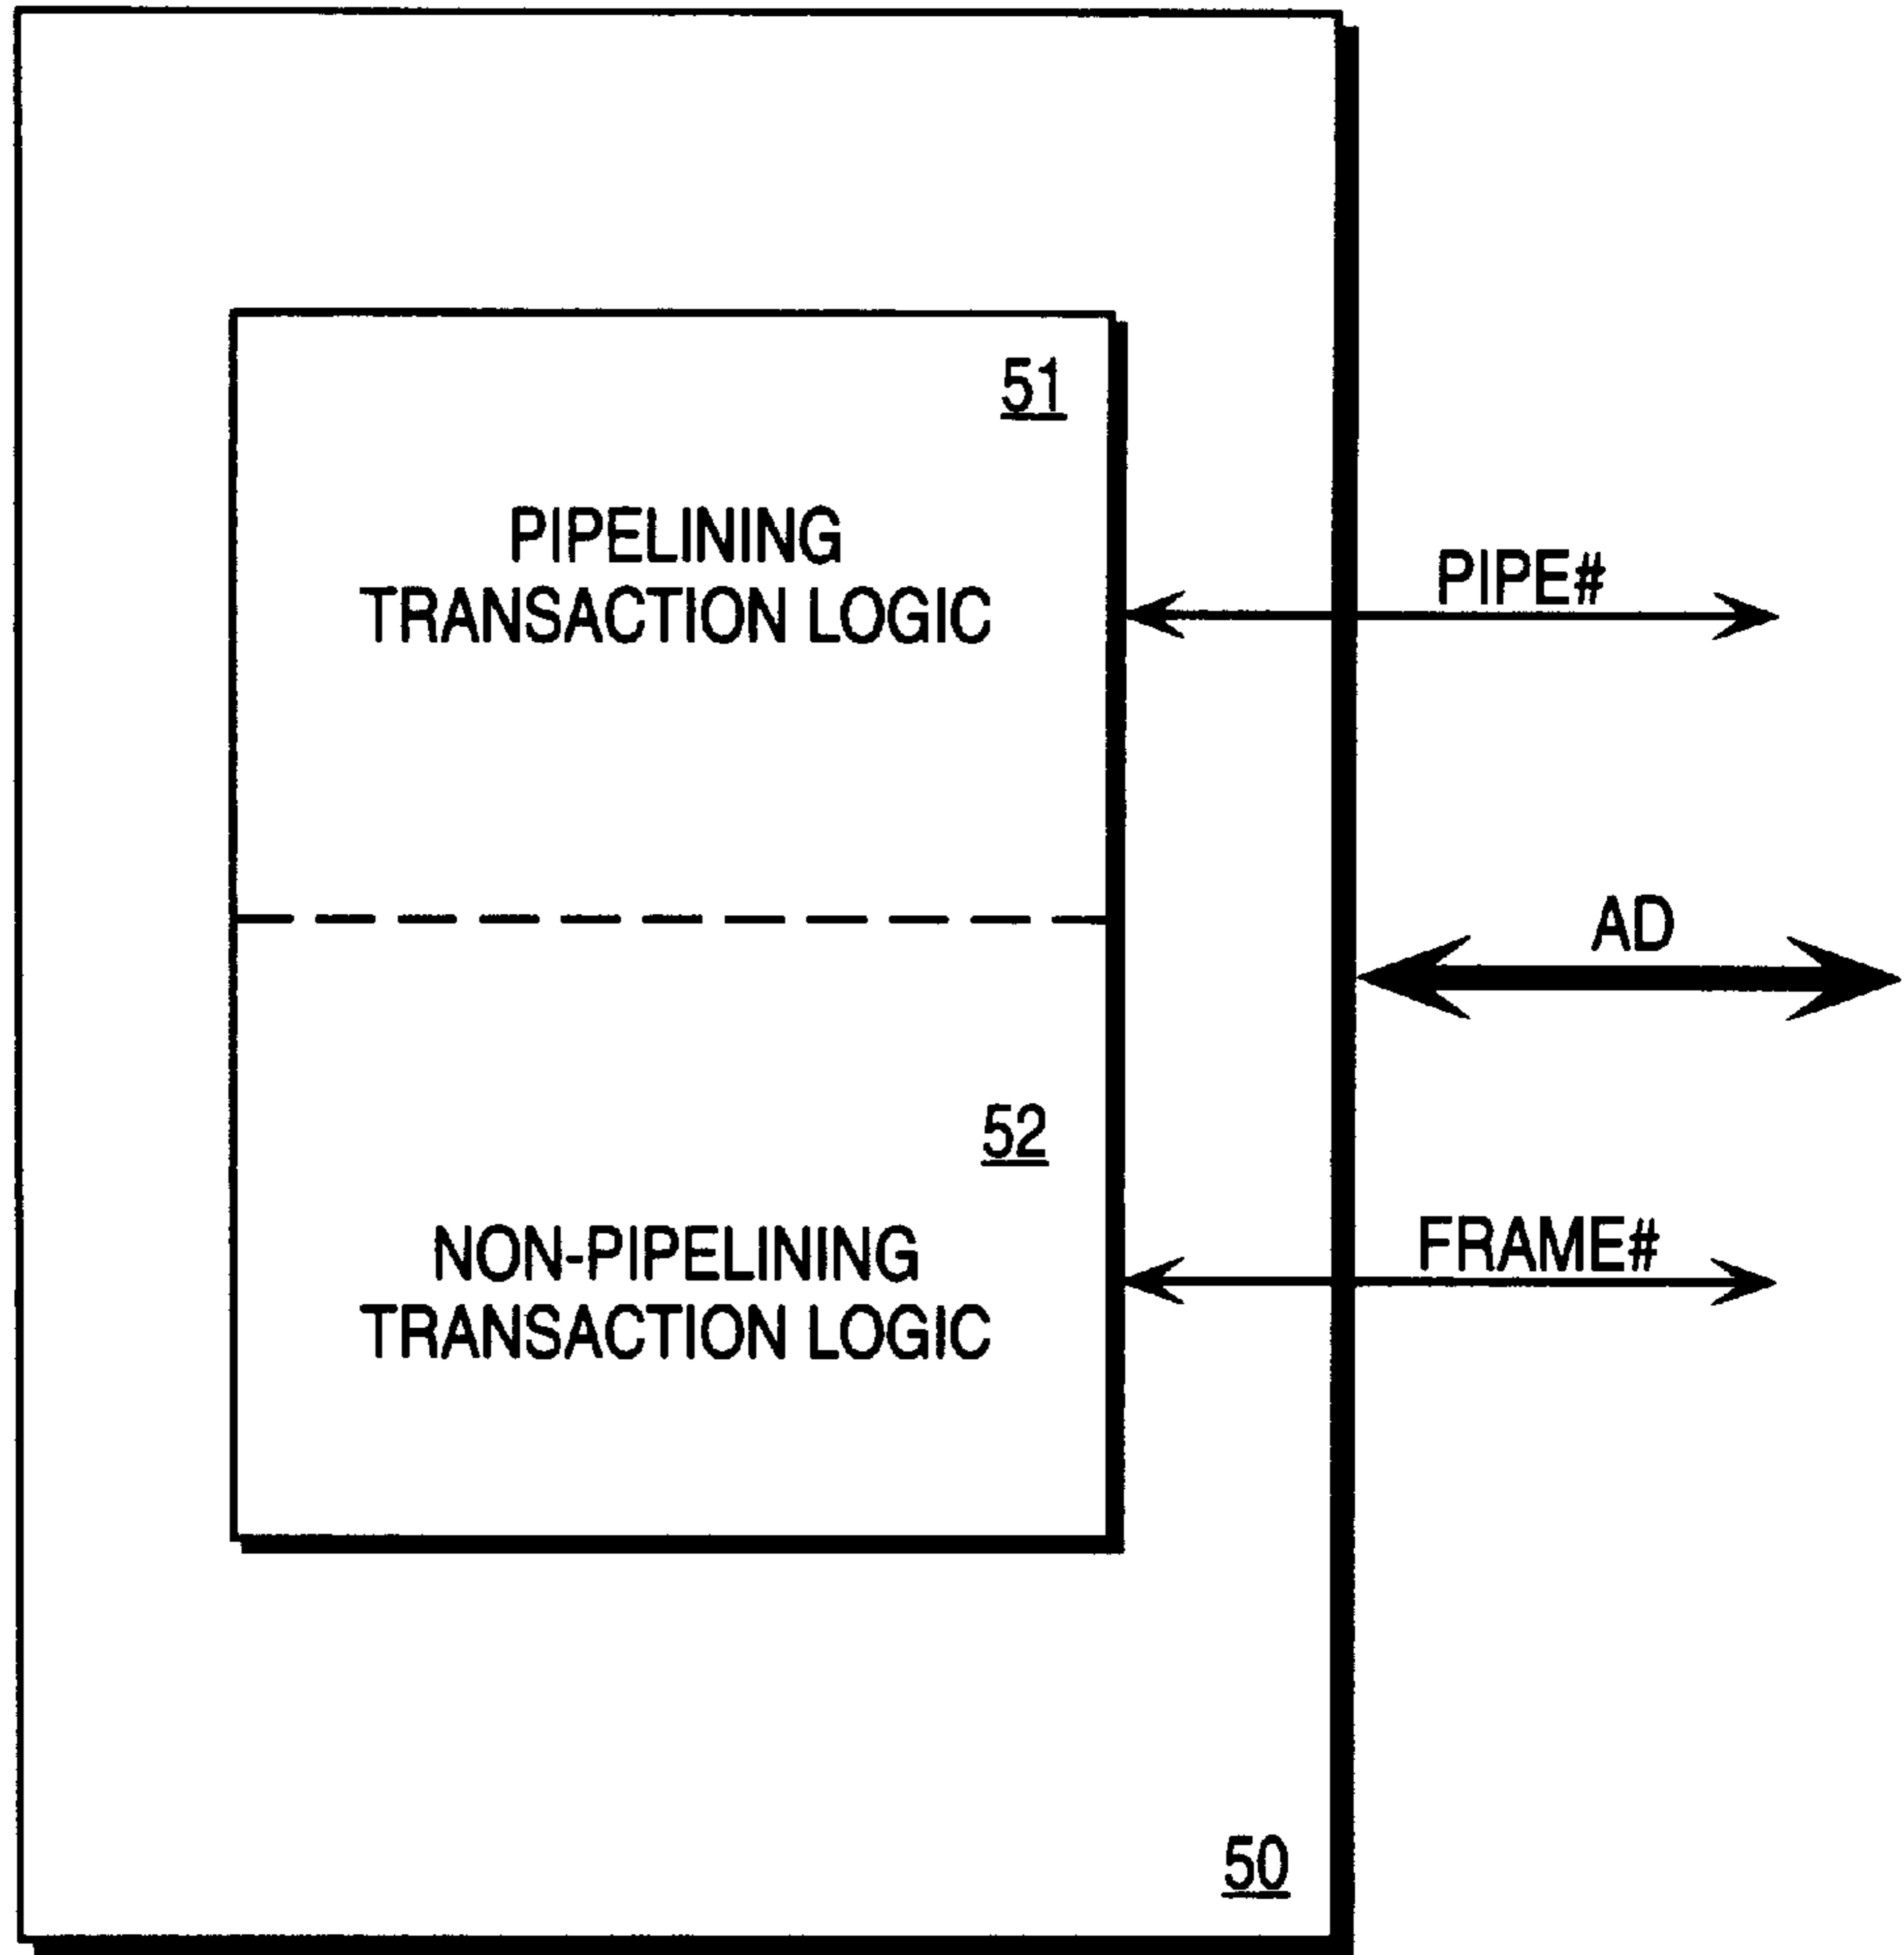 51
PIPELINING
TRANSACTION LOGIC
PIPE#
AD
52
NON-PIPELINING
TRANSACTION LOGIC
FRAME#
50